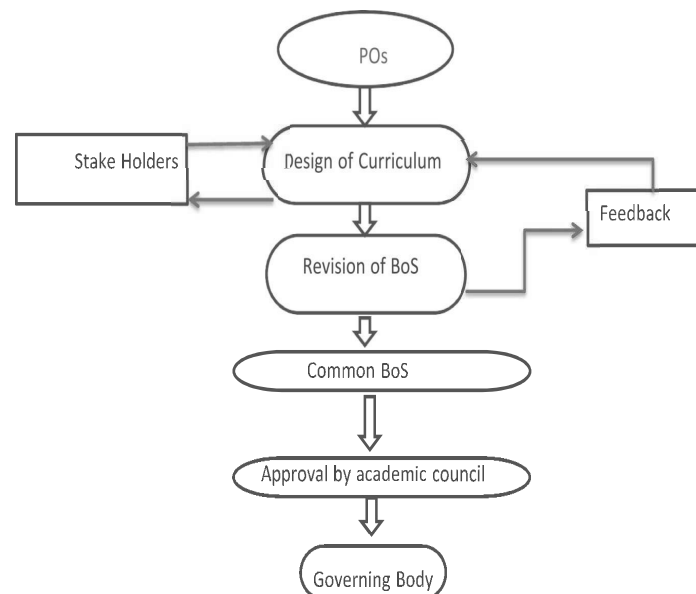 POs
Stake Holders
Design of Curriculum
Feedback
Revision of BoS
Common BoS
Approval by academic council
Governing Body